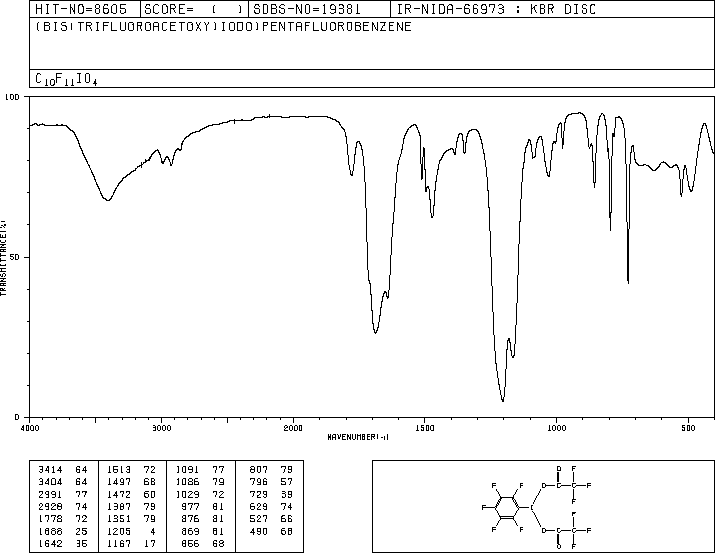 HIT-NO=8605 SCORE= ( ) SDBS-NO=19381 IR-NIDA-66973 : KBR DISC
(BIS(TRIFLUOROACETOXY)IODO)PENTAFLUOROBENZENE
C10F11IO4
100
50
0
TRANSMITTANCE(%)
4000 3000 2000 1500 1000 500
WAVENUMBER(-1)
3414 64 1513 72 1091 77 807 79
3404 64 1497 68 1086 79 796 57
2991 77 1472 60 1029 72 729 39
2928 74 1387 79 977 81 629 74
1778 72 1351 79 876 81 527 66
1688 25 1205 4 869 81 490 68
1642 36 1167 17 856 68
O F
F F O C C F
F I F
F F O C C F
F O F